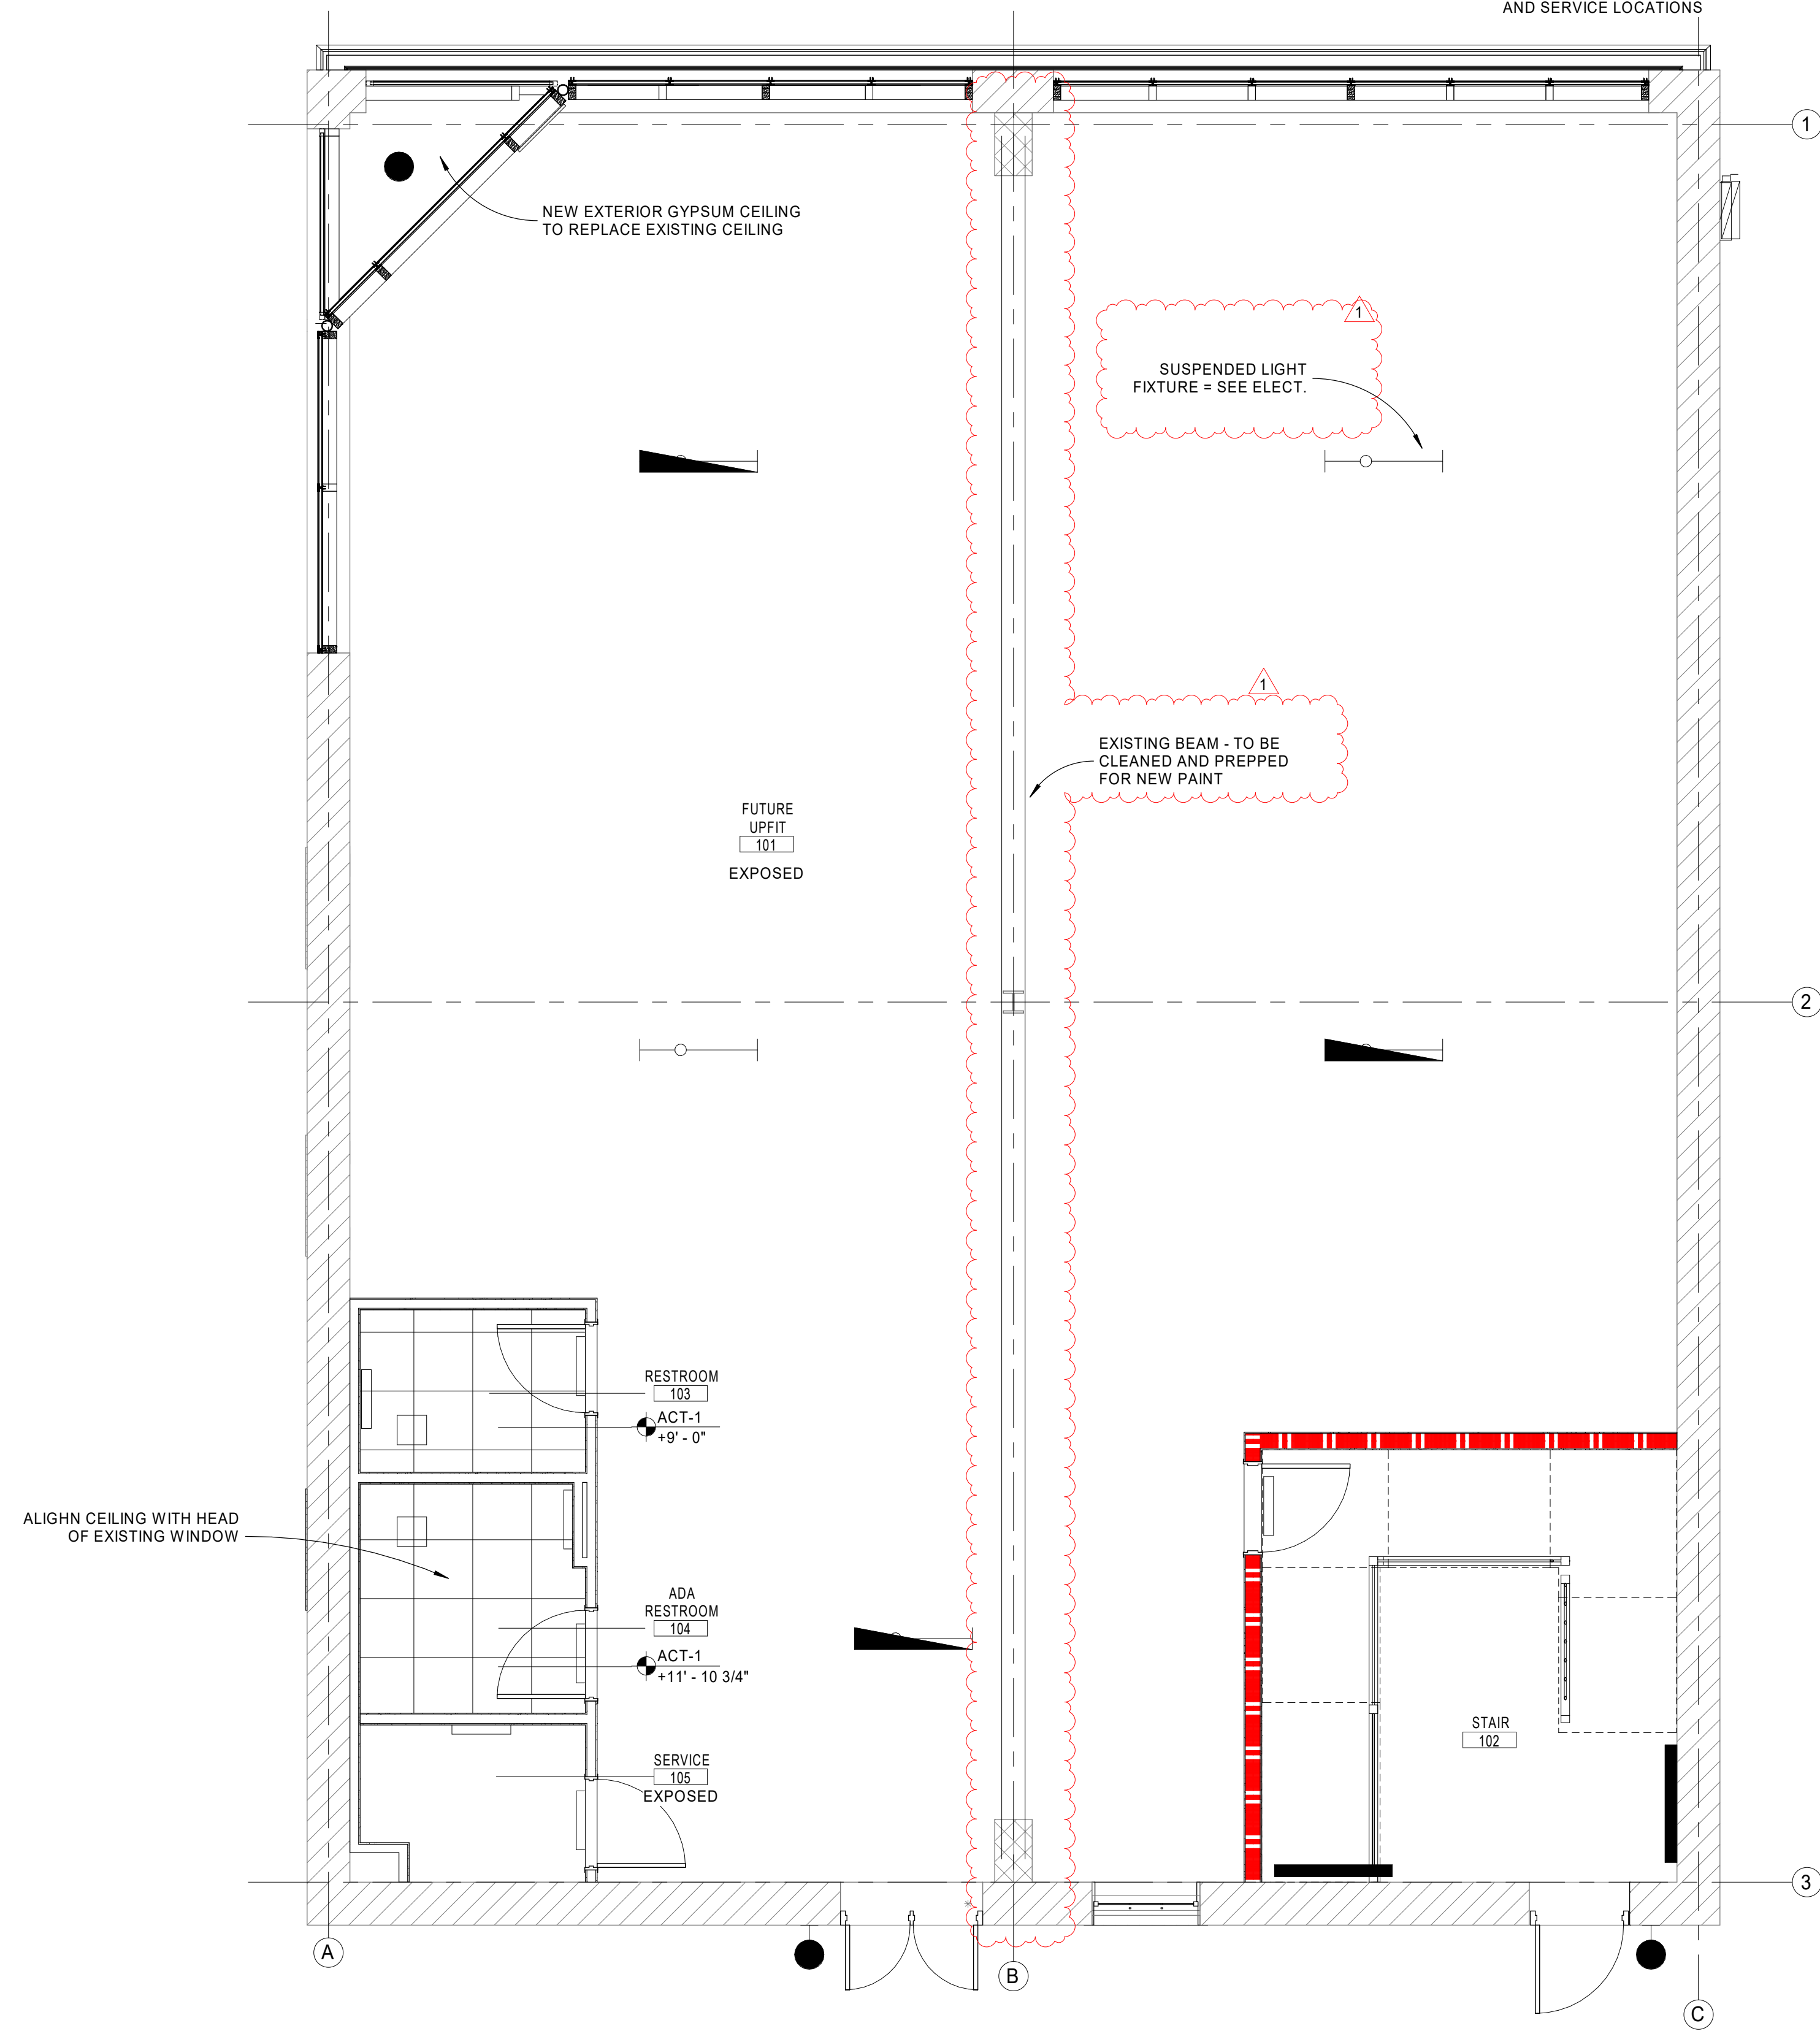 AND SERVICE LOCATIONS
1
NEW EXTERIOR GYPSUM CEILING
TO REPLACE EXISTING CEILING
1
SUSPENDED LIGHT
FIXTURE = SEE ELECT.
1
EXISTING BEAM - TO BE
CLEANED AND PREPPED
FOR NEW PAINT
FUTURE
UPFIT
101
EXPOSED
2
RESTROOM
103
ACT-1
+9' - 0"
ALIGHN CEILING WITH HEAD
OF EXISTING WINDOW
ADA
RESTROOM
104
ACT-1
+11' - 10 3/4"
STAIR
102
SERVICE
105
EXPOSED
3
A
B
C